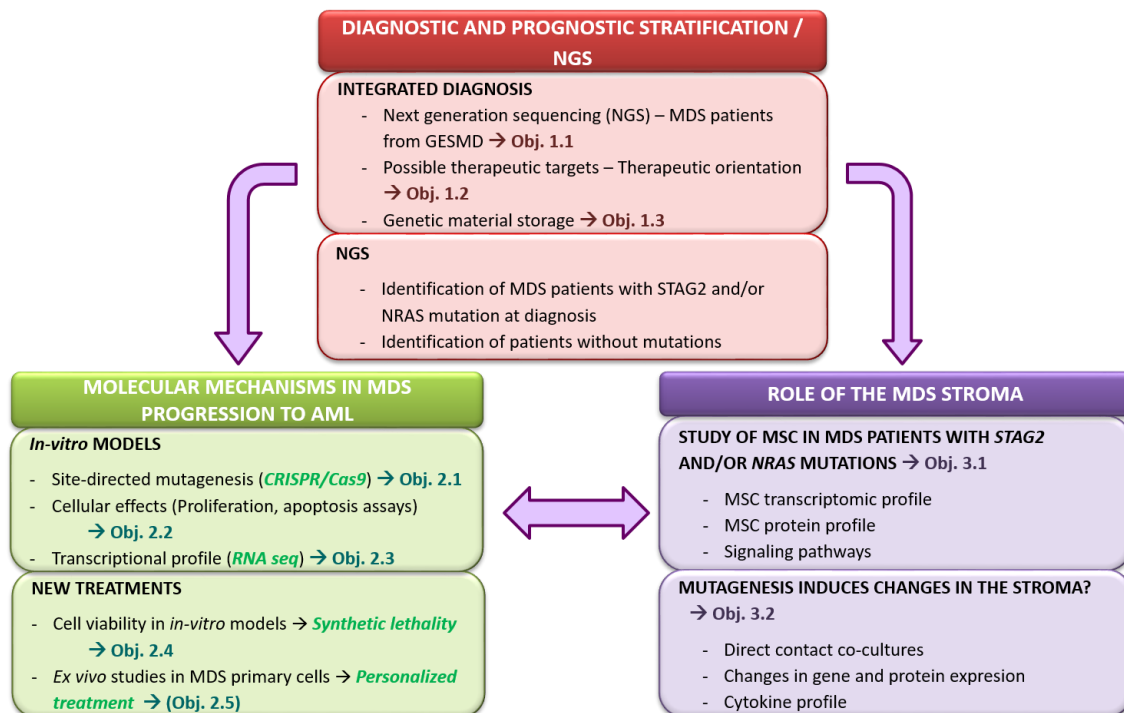 DIAGNOSTIC AND PROGNOSTIC STRATIFICATION /
NGS
INTEGRATED DIAGNOSIS
- Next generation sequencing (NGS) – MDS patients
from GESMD → Obj. 1.1
- Possible therapeutic targets – Therapeutic orientation
→ Obj. 1.2
- Genetic material storage → Obj. 1.3
NGS
- Identification of MDS patients with STAG2 and/or
NRAS mutation at diagnosis
- Identification of patients without mutations
MOLECULAR MECHANISMS IN MDS
PROGRESSION TO AML
In-vitro MODELS
- Site-directed mutagenesis (CRISPR/Cas9) → Obj. 2.1
- Cellular effects (Proliferation, apoptosis assays)
→ Obj. 2.2
- Transcriptional profile (RNA seq) → Obj. 2.3
NEW TREATMENTS
- Cell viability in in-vitro models → Synthetic lethality
→ Obj. 2.4
- Ex vivo studies in MDS primary cells → Personalized
treatment → (Obj. 2.5)
ROLE OF THE MDS STROMA
STUDY OF MSC IN MDS PATIENTS WITH STAG2
AND/OR NRAS MUTATIONS → Obj. 3.1
- MSC transcriptomic profile
- MSC protein profile
- Signaling pathways
MUTAGENESIS INDUCES CHANGES IN THE STROMA?
→ Obj. 3.2
- Direct contact co-cultures
- Changes in gene and protein expresion
- Cytokine profile